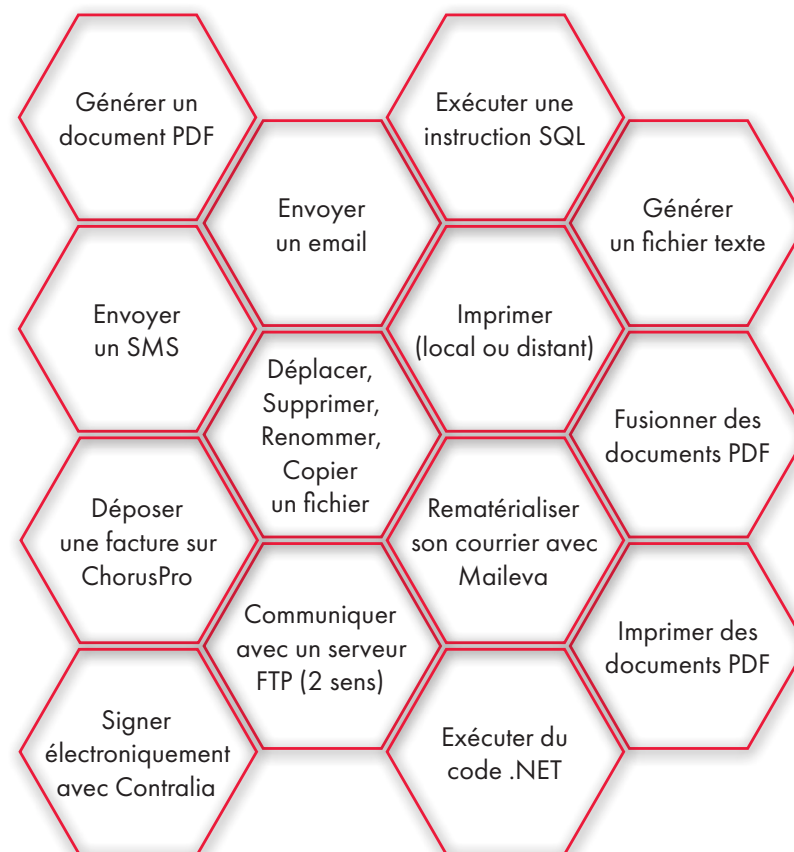 Générer un
document PDF
Exécuter une
instruction SQL
Envoyer
un email
Générer
un fichier texte
Envoyer
un SMS
Imprimer
(local ou distant)
Déplacer,
Supprimer,
Renommer,
Copier
un fichier
Fusionner des
documents PDF
Déposer
une facture sur
ChorusPro
Rematérialiser
son courrier avec
Maileva
Communiquer
avec un serveur
FTP (2 sens)
Imprimer des
documents PDF
Signer
électroniquement
avec Contralia
Exécuter du
code .NET